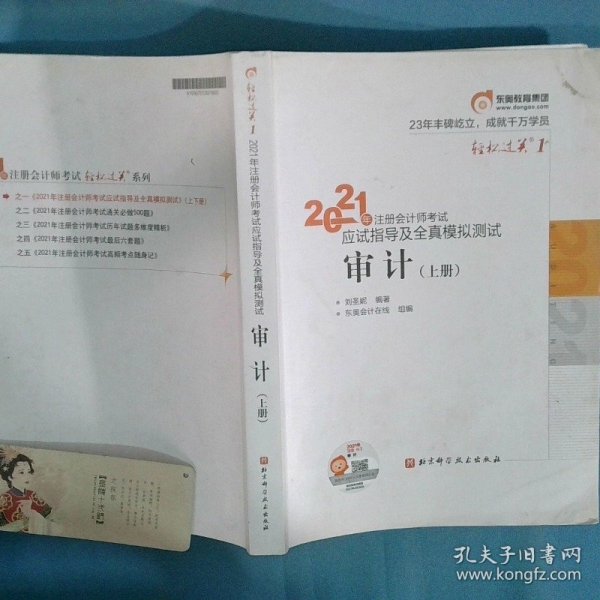 注册会计师考试轻松过关®系列
之一《2021年注册会计师考试应试指导及全真模拟测试》(上下册)
之二《2021年注册会计师考试通关必做500题》
之三《2021年注册会计师考试历年试题多维度精析》
之四《2021年注册会计师考试最后六套题》
之五《2021年注册会计师考试高频考点随身记》
轻松过关1
2021年注册会计师考试应试指导及全真模拟测试
审计
(上册)
东奥教育集团
www.dongao.com
23年丰碑屹立,成就千万学员
轻松过关®1
2021年注册会计师考试
应试指导及全真模拟测试
审计(上册)
刘圣妮 编著
东奥会计在线 组编
北京科学技术出版社
北京科学技术出版社
孔夫子旧书网
www.kongfz.com